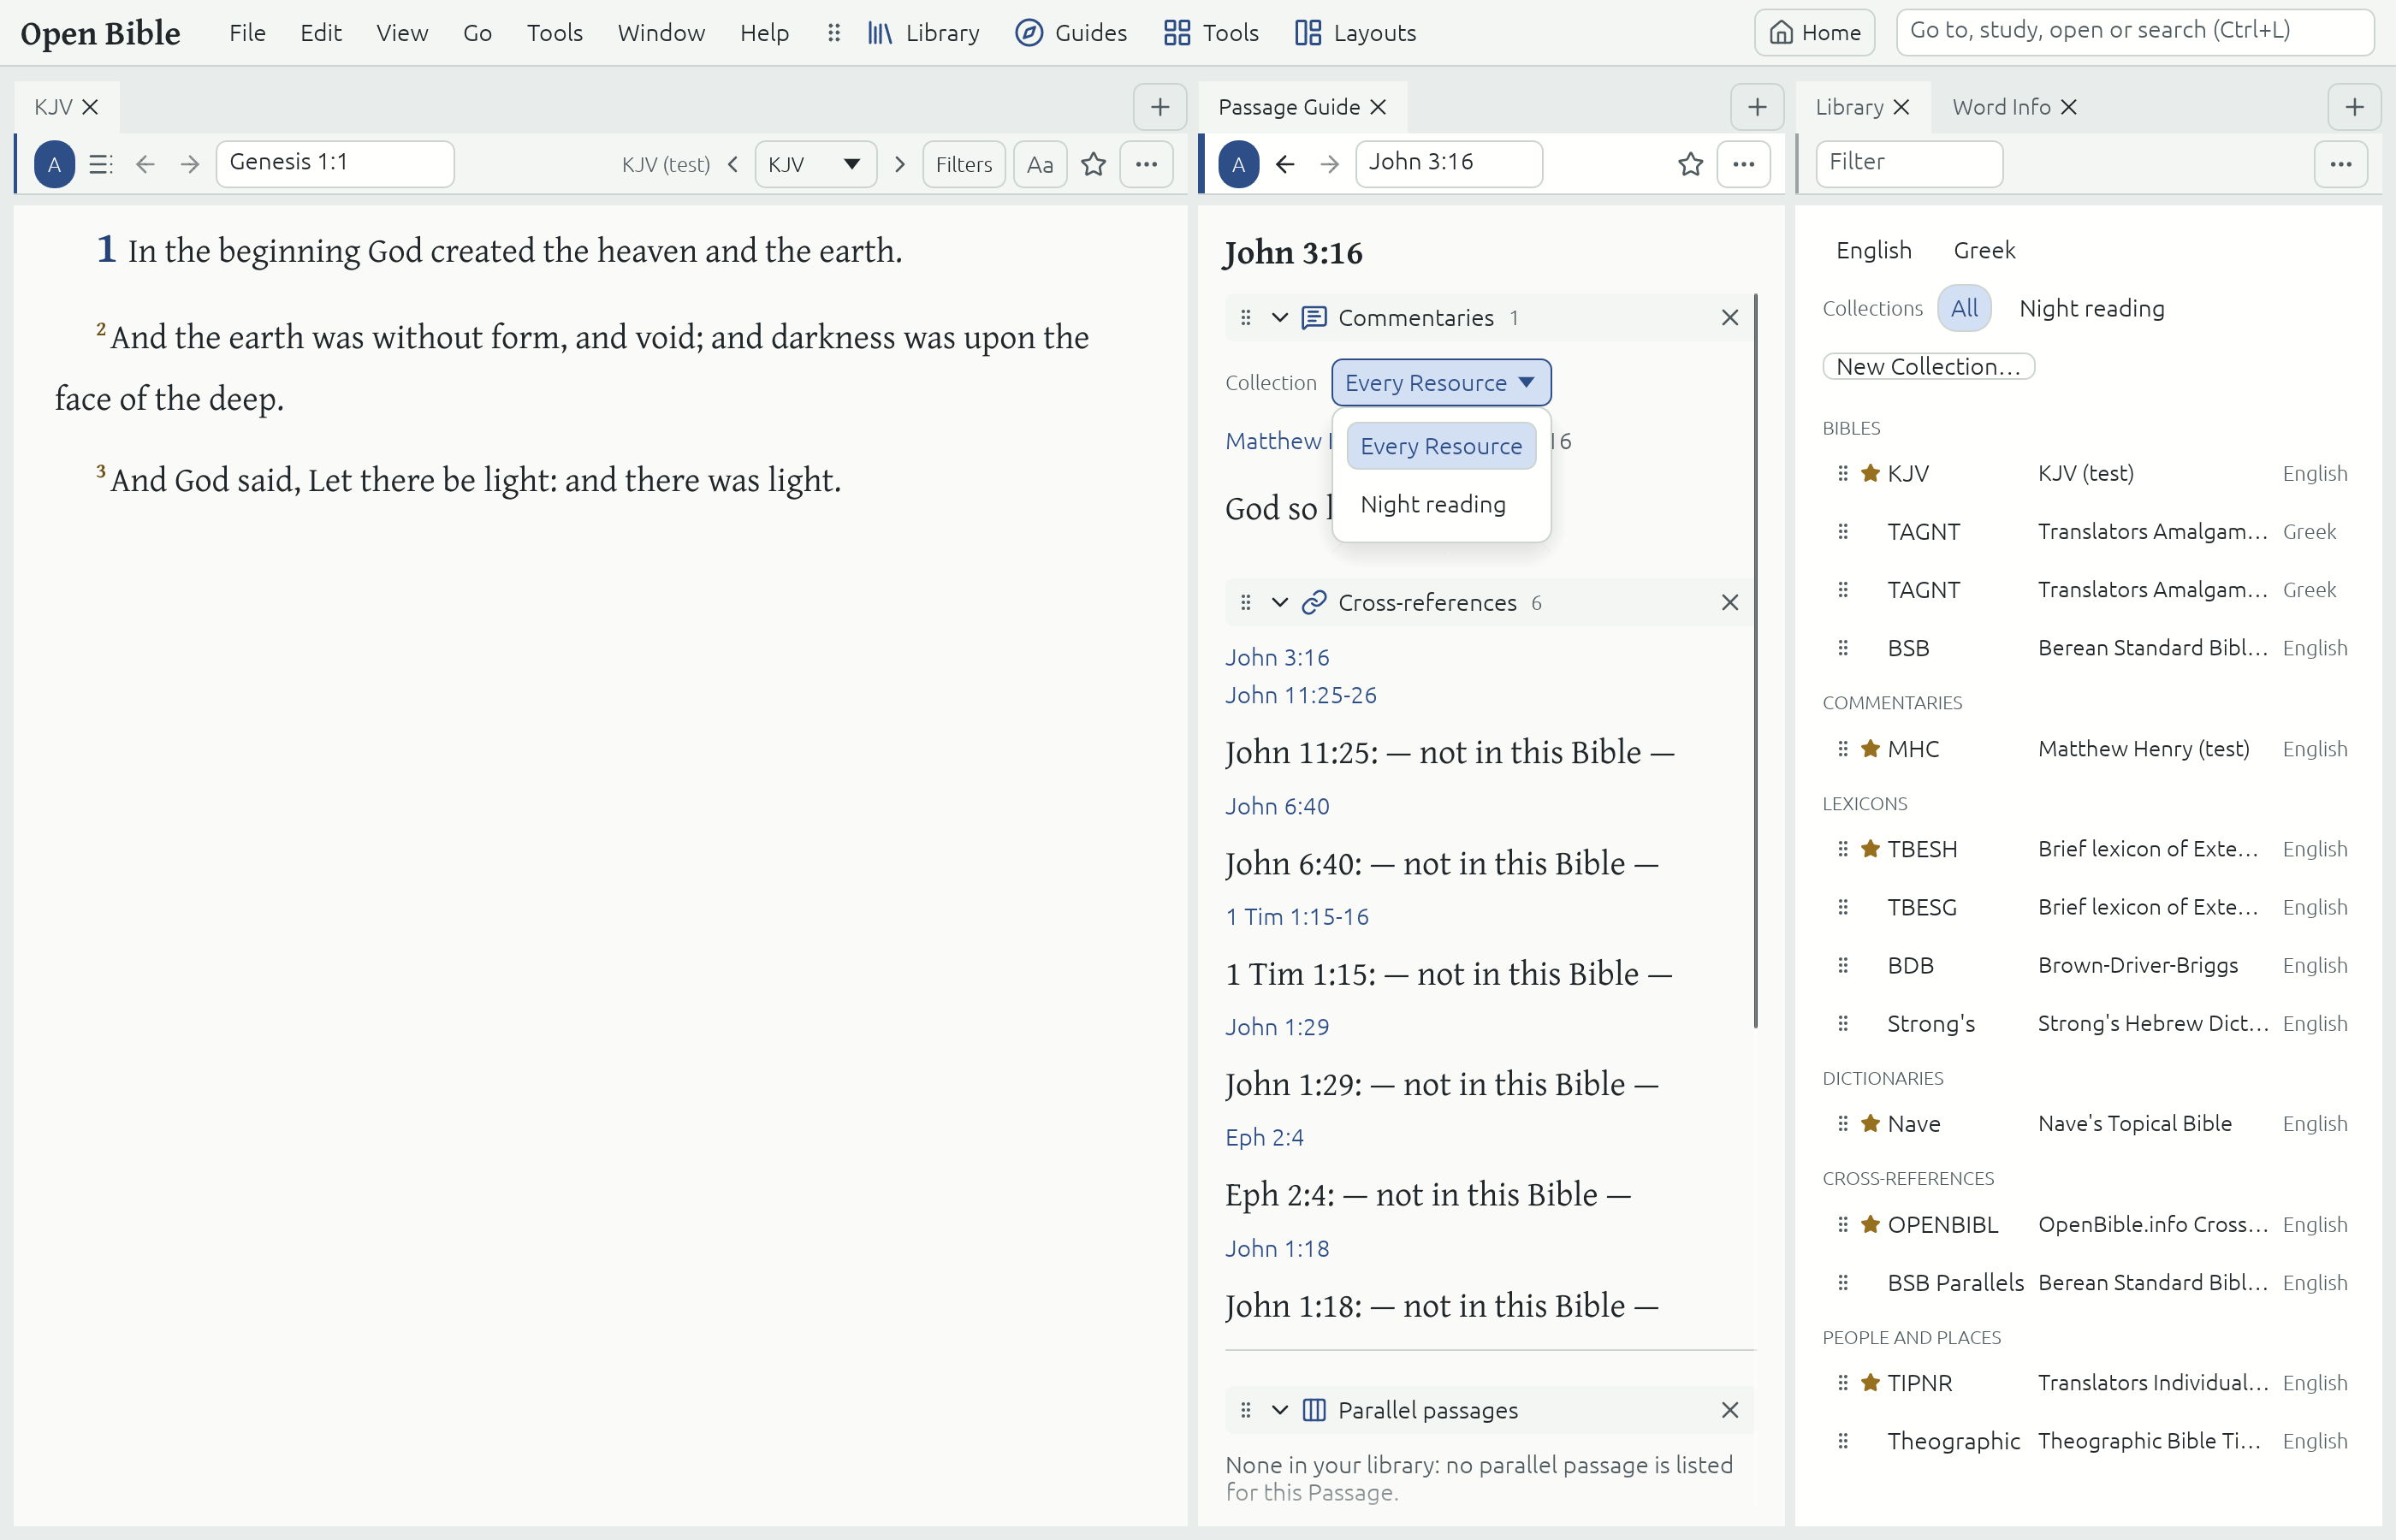 Open Bible File Edit View Go Tools Window Help Library Guides Tools Layouts Home Go to, study, open or search (Ctrl+L)
KJV
A Genesis 1:1 KJV (test) KJV Filters Aa
1 In the beginning God created the heaven and the earth.
2 And the earth was without form, and void; and darkness was upon the
face of the deep.
3 And God said, Let there be light: and there was light.
Passage Guide
A John 3:16
John 3:16
Commentaries 1
Collection Every Resource
Every Resource
Night reading
Matthew 16
God so
Cross-references 6
John 3:16
John 11:25-26
John 11:25: — not in this Bible —
John 6:40
John 6:40: — not in this Bible —
1 Tim 1:15-16
1 Tim 1:15: — not in this Bible —
John 1:29
John 1:29: — not in this Bible —
Eph 2:4
Eph 2:4: — not in this Bible —
John 1:18
John 1:18: — not in this Bible —
Parallel passages
None in your library: no parallel passage is listed
for this Passage.
Library Word Info
Filter
English Greek
Collections All Night reading
New Collection…
BIBLES
KJV KJV (test) English
TAGNT Translators Amalgam… Greek
TAGNT Translators Amalgam… Greek
BSB Berean Standard Bibl… English
COMMENTARIES
MHC Matthew Henry (test) English
LEXICONS
TBESH Brief lexicon of Exte… English
TBESG Brief lexicon of Exte… English
BDB Brown-Driver-Briggs English
Strong's Strong's Hebrew Dict… English
DICTIONARIES
Nave Nave's Topical Bible English
CROSS-REFERENCES
OPENBIBL OpenBible.info Cross… English
BSB Parallels Berean Standard Bibl… English
PEOPLE AND PLACES
TIPNR Translators Individual… English
Theographic Theographic Bible Ti… English